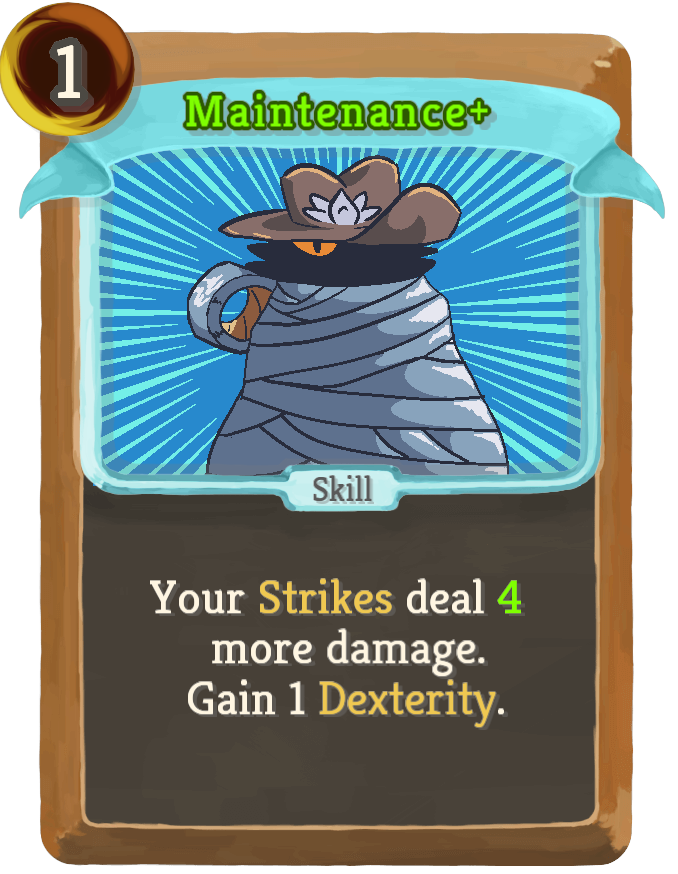 1
Maintenance+
Skill
Your Strikes deal 4
more damage.
Gain 1 Dexterity.